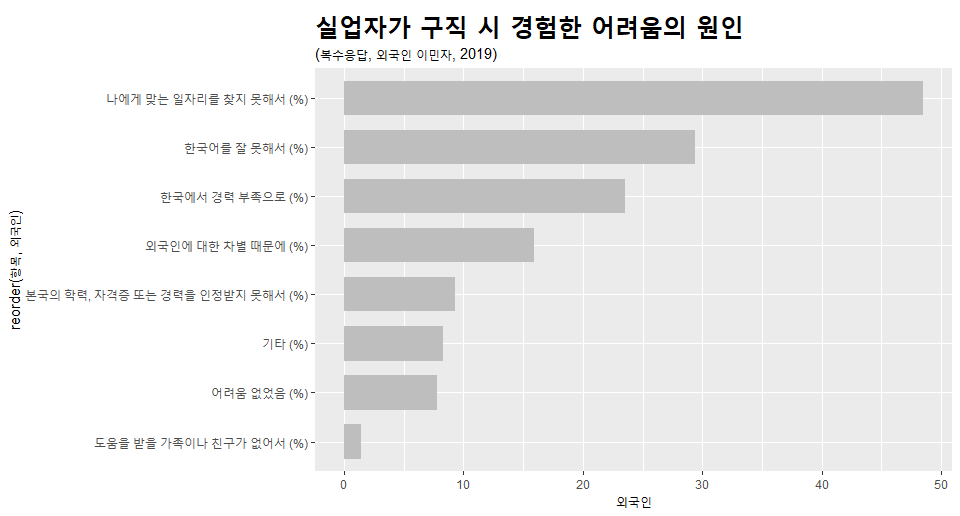 실업자가 구직 시 경험한 어려움의 원인
(복수응답, 외국인 이민자, 2019)
reorder(항목, 외국인)
나에게 맞는 일자리를 찾지 못해서 (%)
한국어를 잘 못해서 (%)
한국에서 경력 부족으로 (%)
외국인에 대한 차별 때문에 (%)
본국의 학력, 자격증 또는 경력을 인정받지 못해서 (%)
기타 (%)
어려움 없었음 (%)
도움을 받을 가족이나 친구가 없어서 (%)
0 10 20 30 40 50
외국인